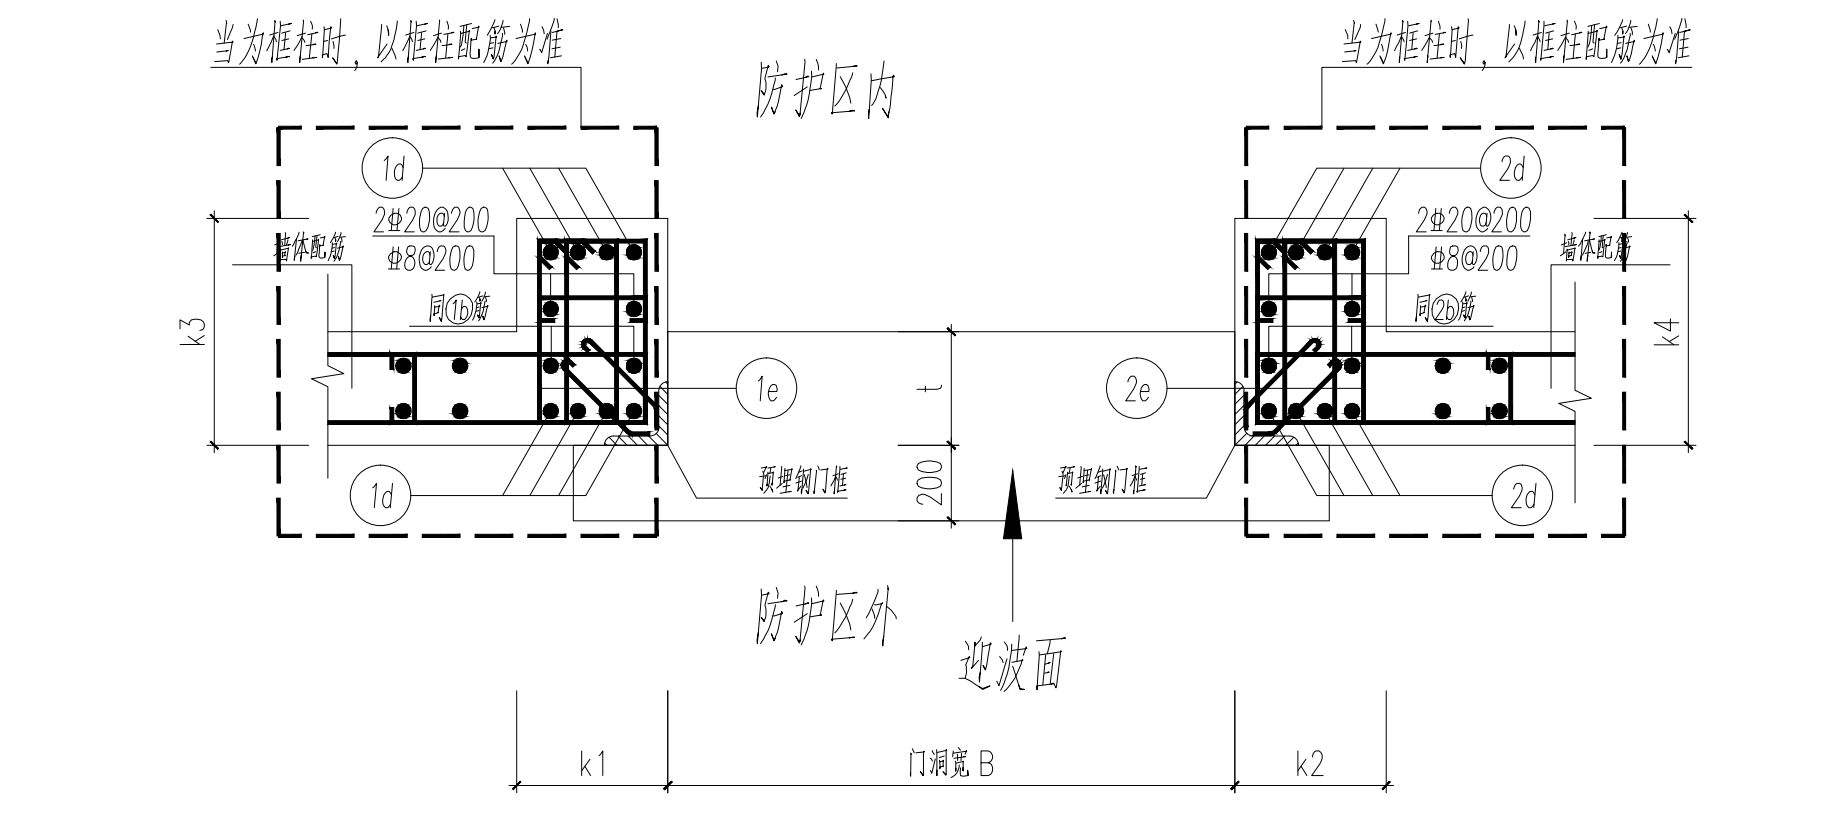 当为框柱时，以框柱配筋为准
当为框柱时，以框柱配筋为准
防护区内
1d
2d
2Φ20@200
2Φ20@200
墙体配筋
Φ8@200
Φ8@200
墙体配筋
同1b筋
同2b筋
k3
k4
1e
t
2e
预埋钢门框
200
预埋钢门框
1d
2d
防护区外
迎波面
k1
门洞宽 B
k2